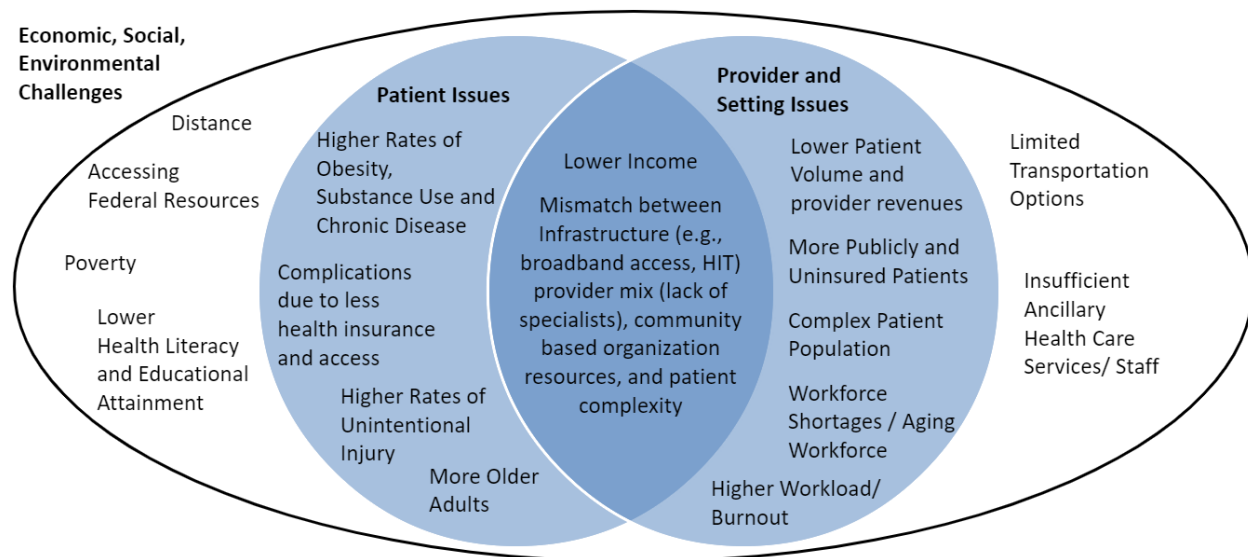 Economic, Social,
Environmental
Challenges
Distance
Accessing
Federal Resources
Poverty
Lower
Health Literacy
and Educational
Attainment
Patient Issues
Higher Rates of
Obesity,
Substance Use and
Chronic Disease
Complications
due to less
health insurance
and access
Higher Rates of
Unintentional
Injury
More Older
Adults
Lower Income
Mismatch between
Infrastructure (e.g.,
broadband access, HIT)
provider mix (lack of
specialists), community
based organization
resources, and patient
complexity
Provider and
Setting Issues
Lower Patient
Volume and
provider revenues
More Publicly and
Uninsured Patients
Complex Patient
Population
Workforce
Shortages / Aging
Workforce
Higher Workload/
Burnout
Limited
Transportation
Options
Insufficient
Ancillary
Health Care
Services/ Staff